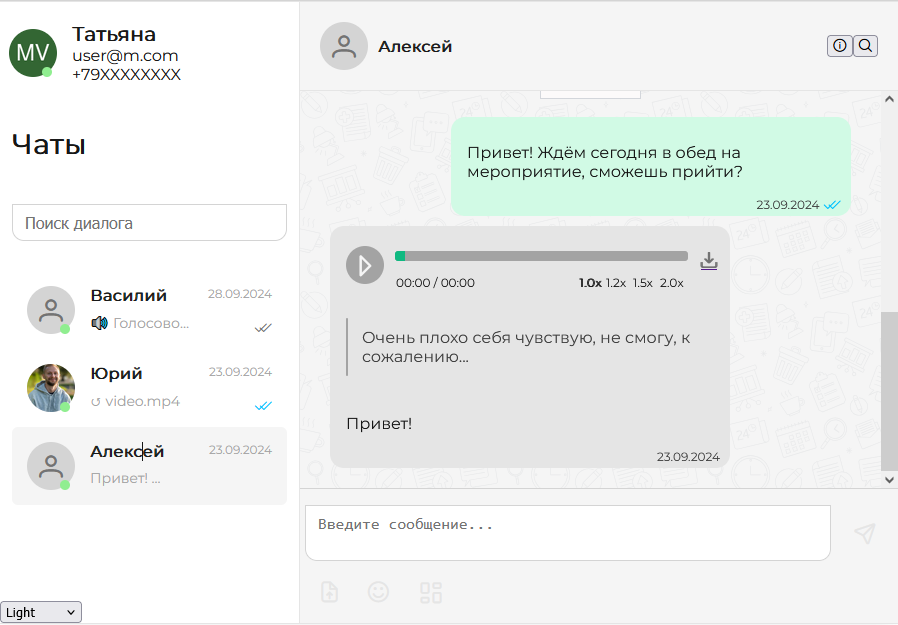 MV
Татьяна
user@m.com
+79XXXXXXXX
Чаты
Поиск диалога
Василий
28.09.2024
Голосово...
Юрий
23.09.2024
↺ video.mp4
Алексей
23.09.2024
Привет! ...
Light
Алексей
Привет! Ждём сегодня в обед на
мероприятие, сможешь прийти?
23.09.2024
00:00 / 00:00
1.0x 1.2x 1.5x 2.0x
Очень плохо себя чувствую, не смогу, к
сожалению...
Привет!
23.09.2024
Введите сообщение...